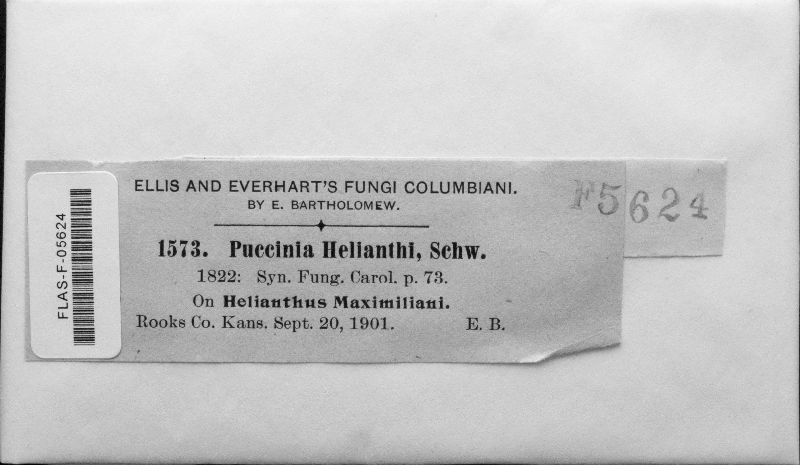 ELLIS AND EVERHART'S FUNGI COLUMBIANI.
BY E. BARTHOLOMEW.
1573. Puccinia Helianthi, Schw.
1822: Syn. Fung. Carol. p. 73.
On Helianthus Maximiliani.
Rooks Co. Kans. Sept. 20, 1901. E. B.
F5624
FLAS-F-05624